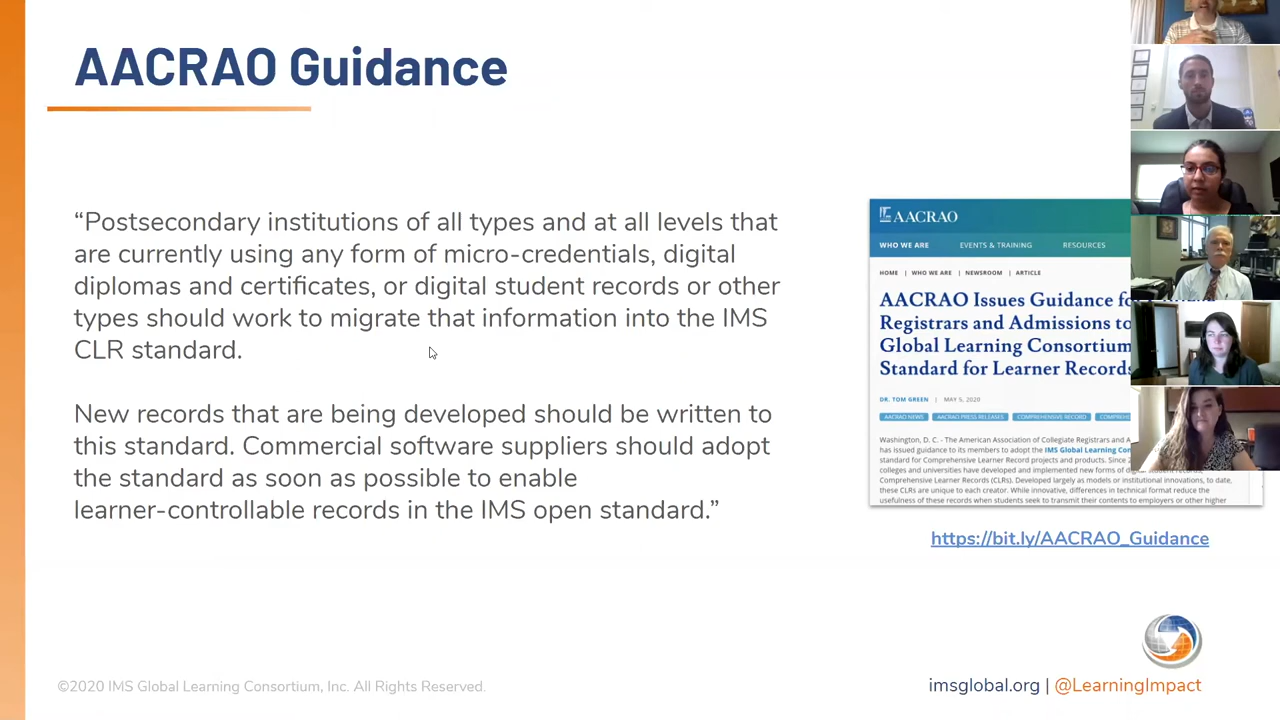 AACRAO Guidance
“Postsecondary institutions of all types and at all levels that
are currently using any form of micro-credentials, digital
diplomas and certificates, or digital student records or other
types should work to migrate that information into the IMS
CLR standard.
New records that are being developed should be written to
this standard. Commercial software suppliers should adopt
the standard as soon as possible to enable
learner-controllable records in the IMS open standard.”
AACRAO
WHO WE ARE EVENTS & TRAINING RESOURCES
HOME | WHO WE ARE | NEWSROOM | ARTICLE
AACRAO Issues Guidance fo
Registrars and Admissions to
Global Learning Consortium
Standard for Learner Records
DR. TOM GREEN | MAY 5, 2020
AACRAO NEWS AACRAO PRESS RELEASES COMPREHENSIVE RECORD
Washington, D. C. - The American Association of Collegiate Registrars and A
has issued guidance to its members to adopt the IMS Global Learning Con
standard for Comprehensive Learner Record projects and products. Since 2
colleges and universities have developed and implemented new forms of digital student records,
Comprehensive Learner Records (CLRs). Developed largely as models or institutional innovations, to date,
these CLRs are unique to each creator. While innovative, differences in technical format reduce the
usefulness of these records when students seek to transmit their contents to employers or other higher
https://bit.ly/AACRAO_Guidance
©2020 IMS Global Learning Consortium, Inc. All Rights Reserved.
imsglobal.org | @LearningImpact